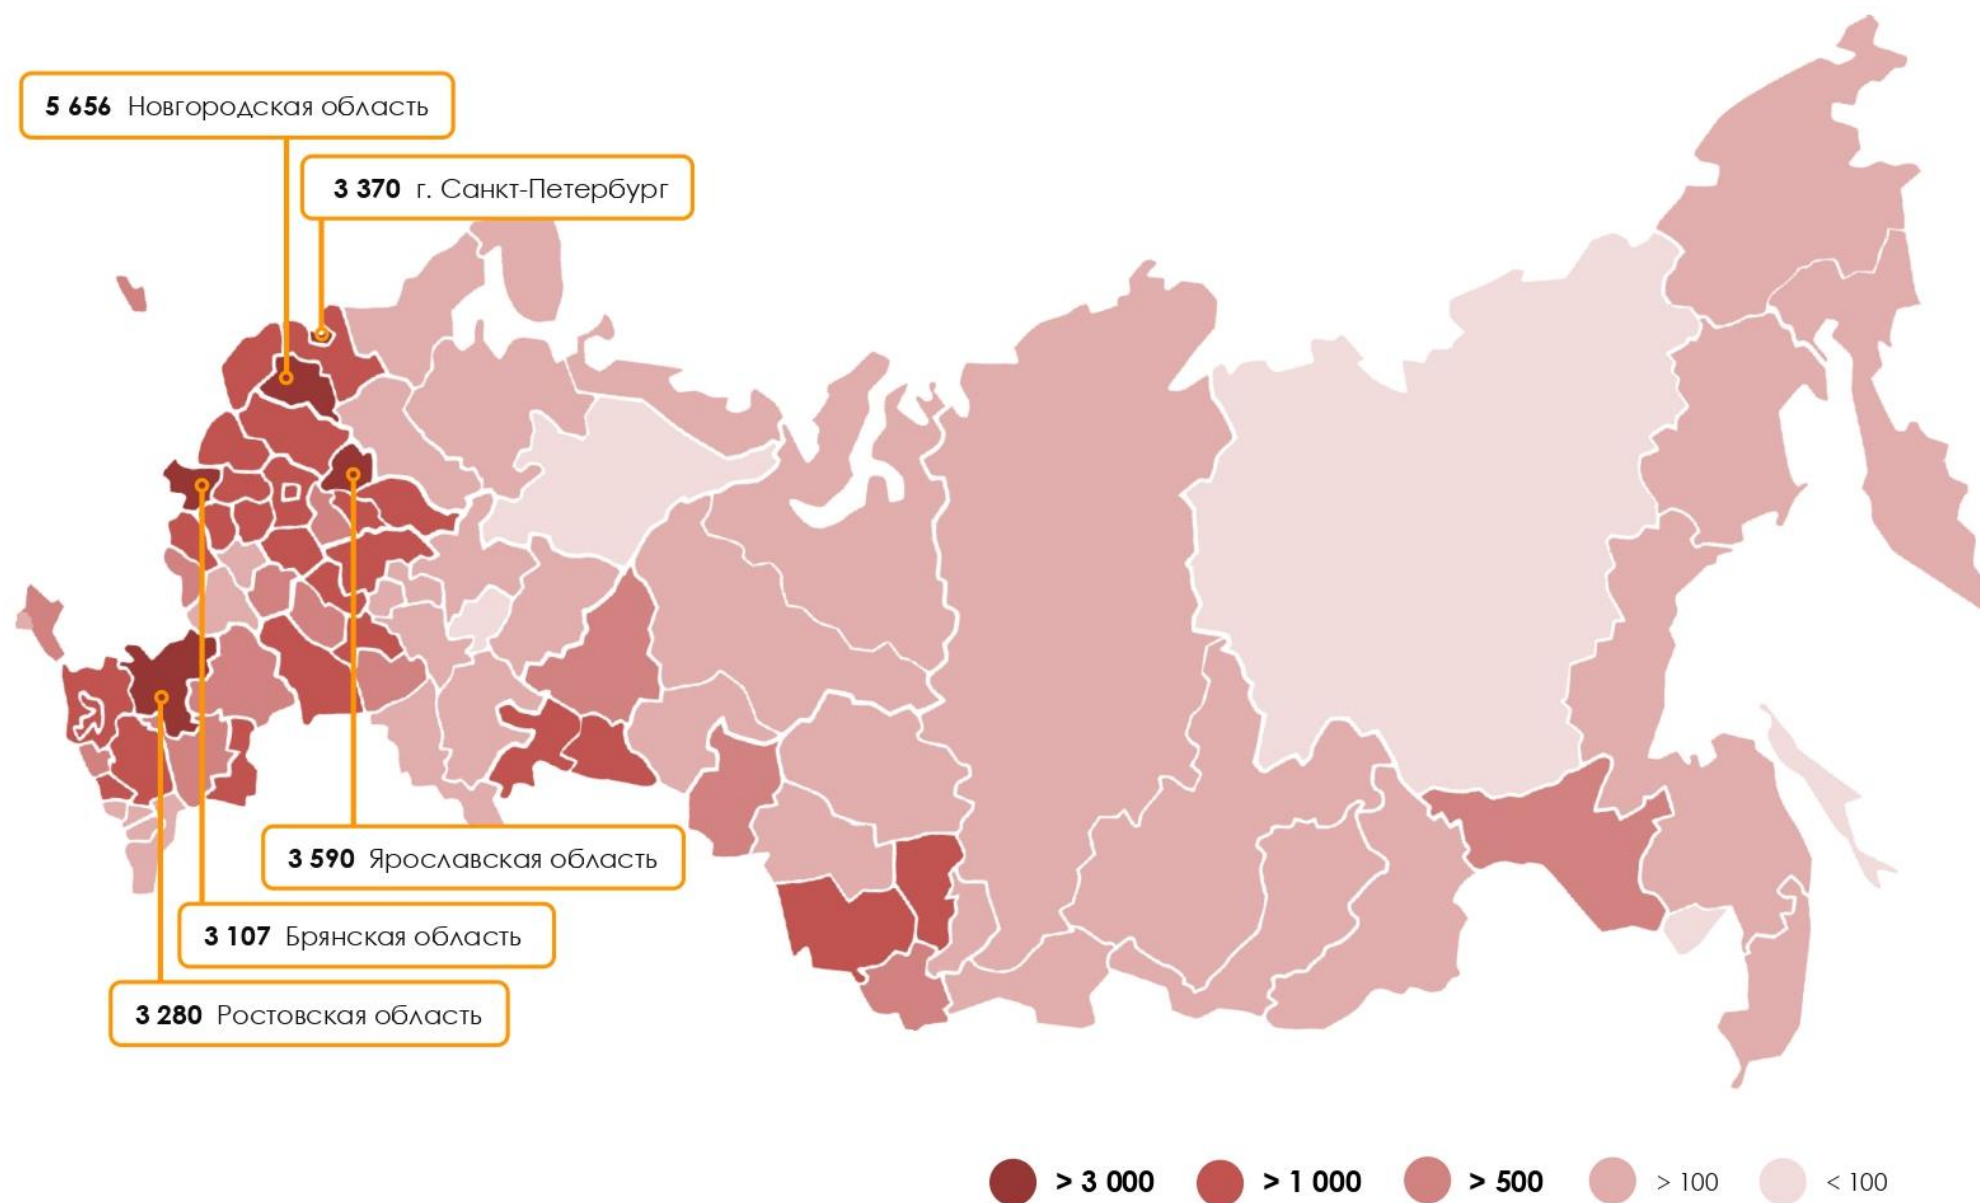 5 656 Новгородская область
3 370 г. Санкт-Петербург
3 590 Ярославская область
3 107 Брянская область
3 280 Ростовская область
> 3 000 > 1 000 > 500 > 100 < 100